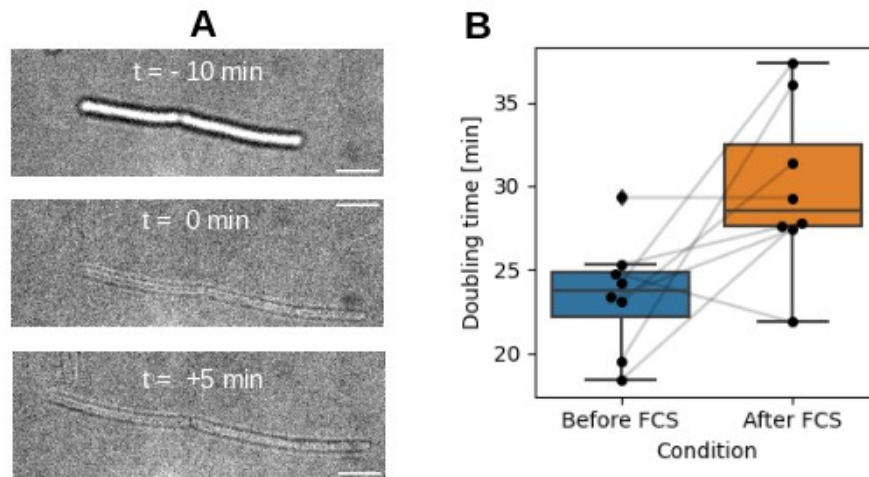 A
t = - 10 min
t = 0 min
t = +5 min
B
Doubling time [min]
35
30
25
20
Before FCS After FCS
Condition